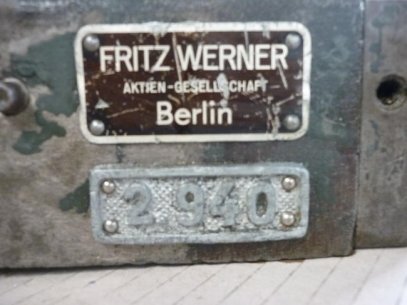 FRITZ WERNER
AKTIEN-GESELLSCHAFT
Berlin
2 940